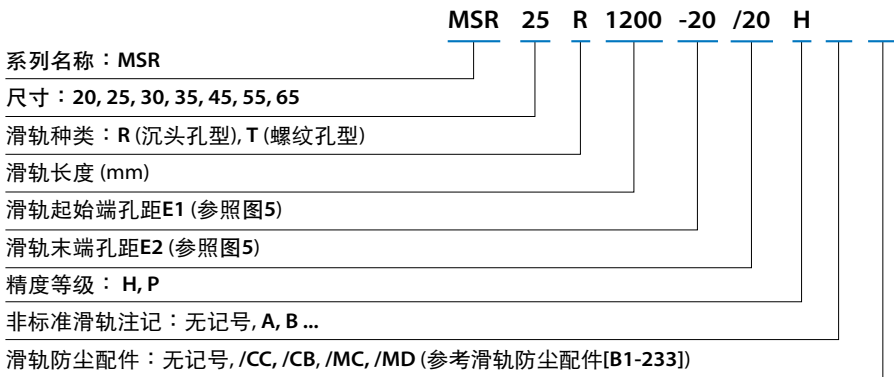 MSR 25 R 1200 -20 /20 H
系列名称：MSR
尺寸：20, 25, 30, 35, 45, 55, 65
滑轨种类：R (沉头孔型), T (螺纹孔型)
滑轨长度 (mm)
滑轨起始端孔距E1 (参照图5)
滑轨末端孔距E2 (参照图5)
精度等级： H, P
非标准滑轨注记：无记号, A, B ...
滑轨防尘配件：无记号, /CC, /CB, /MC, /MD (参考滑轨防尘配件[B1-233])